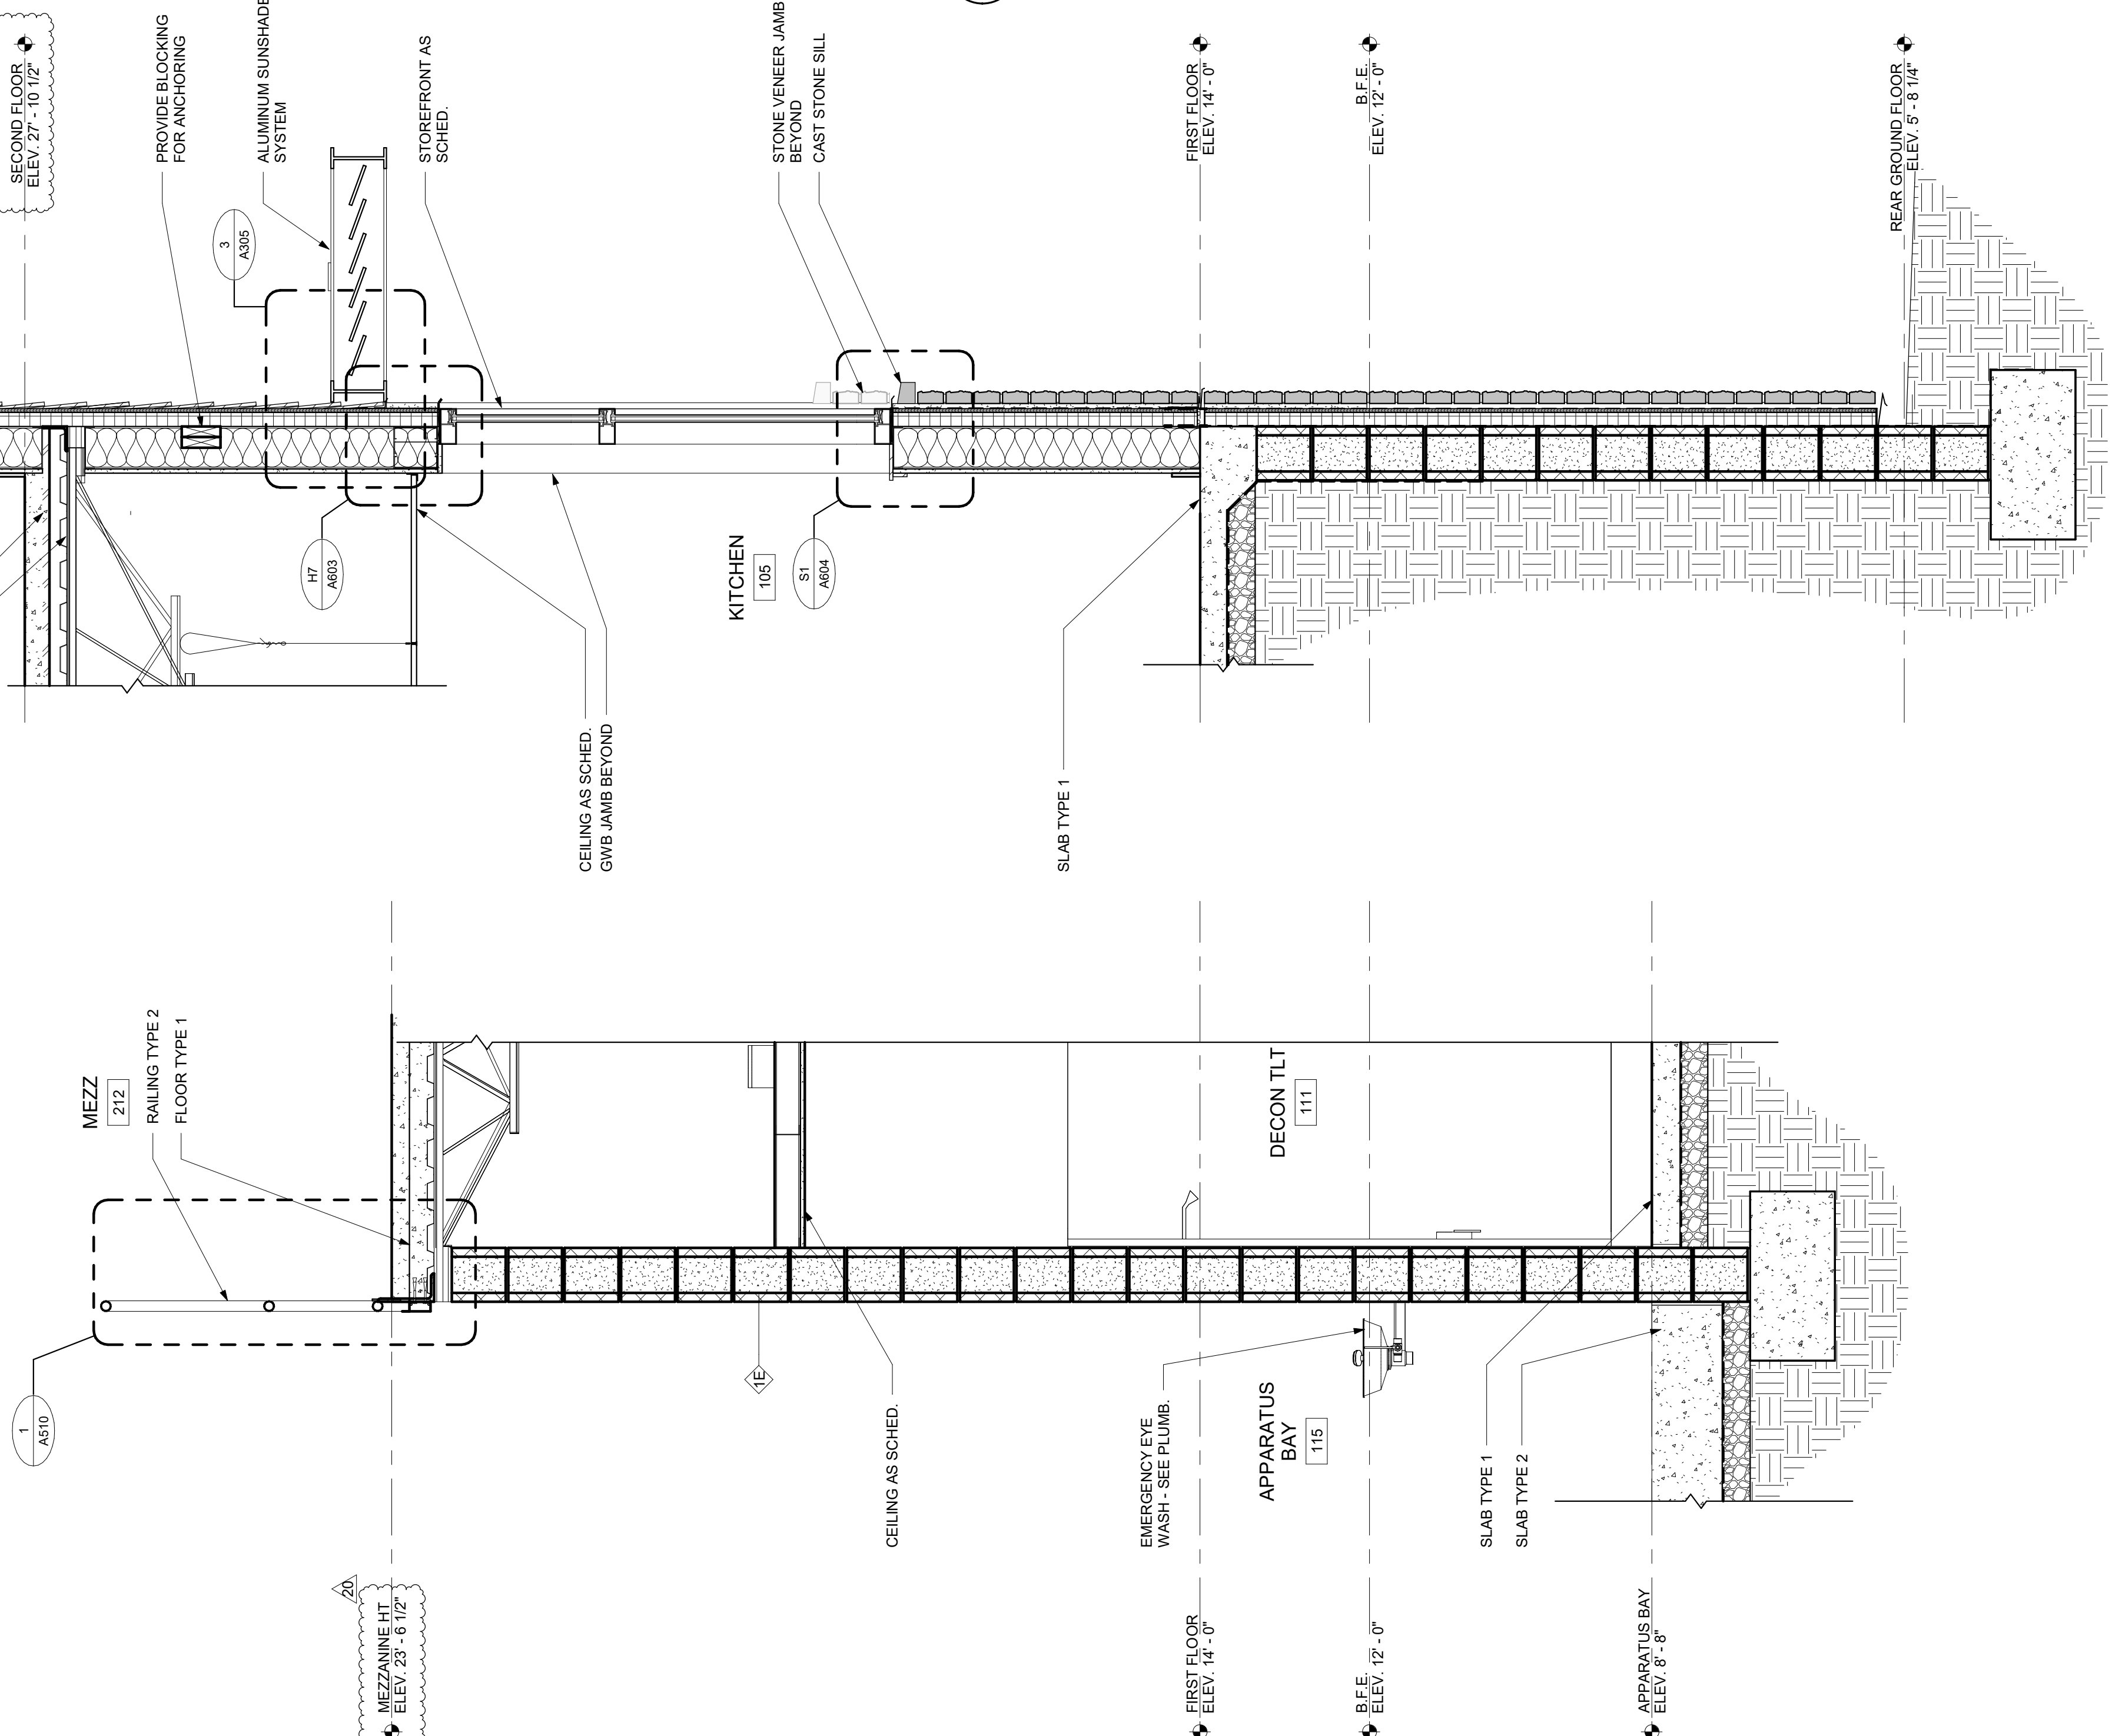 SECOND FLOOR
ELEV. 27' - 10 1/2"
PROVIDE BLOCKING
FOR ANCHORING
3
A305
ALUMINUM SUNSHADE
SYSTEM
STOREFRONT AS
SCHED.
STONE VENEER JAMB
BEYOND
CAST STONE SILL
FIRST FLOOR
ELEV. 14' - 0"
B.F.E.
ELEV. 12' - 0"
REAR GROUND FLOOR
ELEV. 5' - 8 1/4"
H7
A603
KITCHEN
105
S1
A604
CEILING AS SCHED.
GWB JAMB BEYOND
SLAB TYPE 1
MEZZ
212
RAILING TYPE 2
FLOOR TYPE 1
1
A510
DECON TLT
111
1E
CEILING AS SCHED.
EMERGENCY EYE
WASH - SEE PLUMB.
APPARATUS
BAY
115
SLAB TYPE 1
SLAB TYPE 2
20
MEZZANINE HT
ELEV. 23' - 6 1/2"
FIRST FLOOR
ELEV. 14' - 0"
B.F.E.
ELEV. 12' - 0"
APPARATUS BAY
ELEV. 8' - 8"